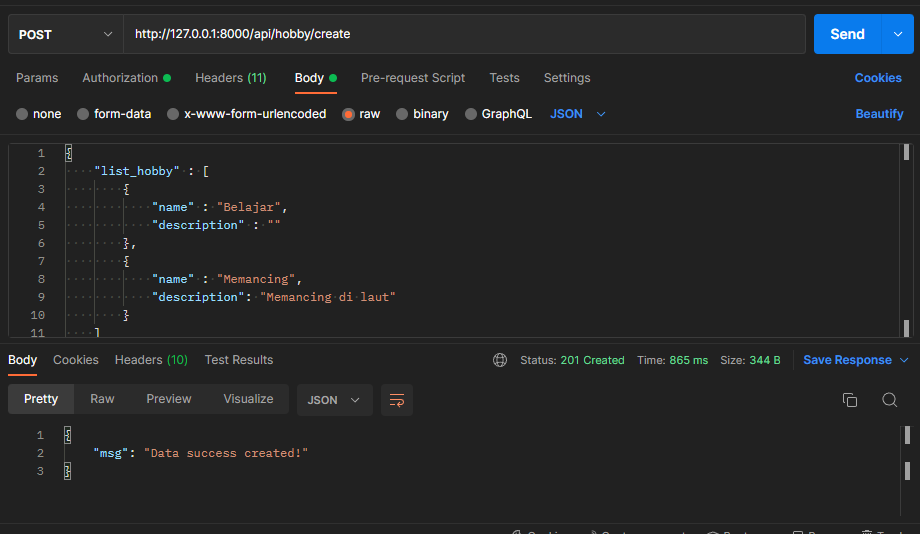 POST http://127.0.0.1:8000/api/hobby/create Send
Params Authorization Headers (11) Body Pre-request Script Tests Settings Cookies
none form-data x-www-form-urlencoded raw binary GraphQL JSON Beautify
1 {
2 "list_hobby" : [
3 {
4 "name" : "Belajar",
5 "description" : ""
6 },
7 {
8 "name" : "Memancing",
9 "description": "Memancing di laut"
10 }
11 ]
Body Cookies Headers (10) Test Results Status: 201 Created Time: 865 ms Size: 344 B Save Response
Pretty Raw Preview Visualize JSON
1 {
2 "msg": "Data success created!"
3 }